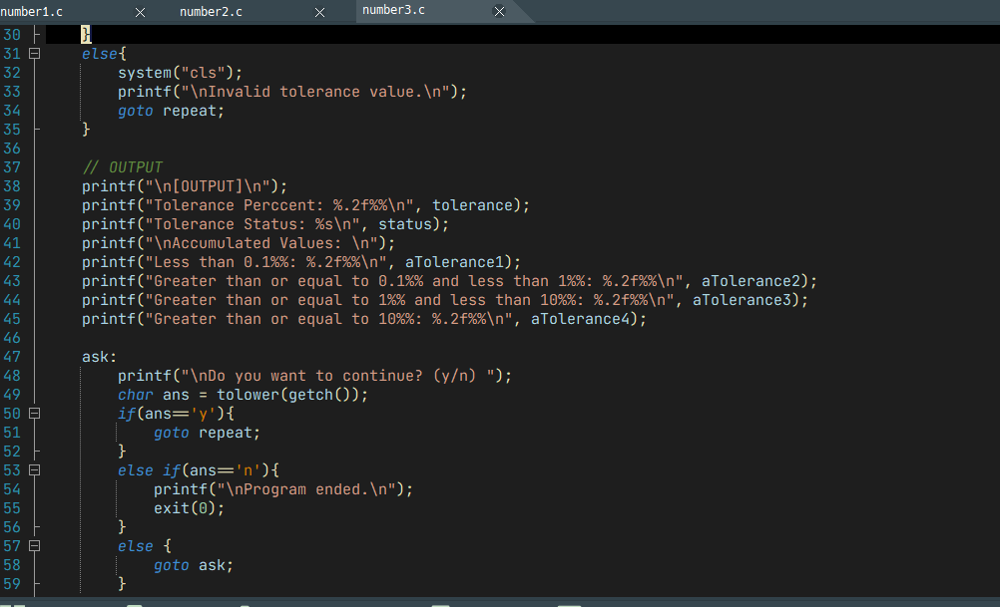 number1.c number2.c number3.c
30 }
31 else{
32 system("cls");
33 printf("\nInvalid tolerance value.\n");
34 goto repeat;
35 }
36
37 // OUTPUT
38 printf("\n[OUTPUT]\n");
39 printf("Tolerance Perccent: %.2f%%\n", tolerance);
40 printf("Tolerance Status: %s\n", status);
41 printf("\nAccumulated Values: \n");
42 printf("Less than 0.1%%: %.2f%%\n", aTolerance1);
43 printf("Greater than or equal to 0.1%% and less than 1%%: %.2f%%\n", aTolerance2);
44 printf("Greater than or equal to 1%% and less than 10%%: %.2f%%\n", aTolerance3);
45 printf("Greater than or equal to 10%%: %.2f%%\n", aTolerance4);
46
47 ask:
48 printf("\nDo you want to continue? (y/n) ");
49 char ans = tolower(getch());
50 if(ans=='y'){
51 goto repeat;
52 }
53 else if(ans=='n'){
54 printf("\nProgram ended.\n");
55 exit(0);
56 }
57 else {
58 goto ask;
59 }